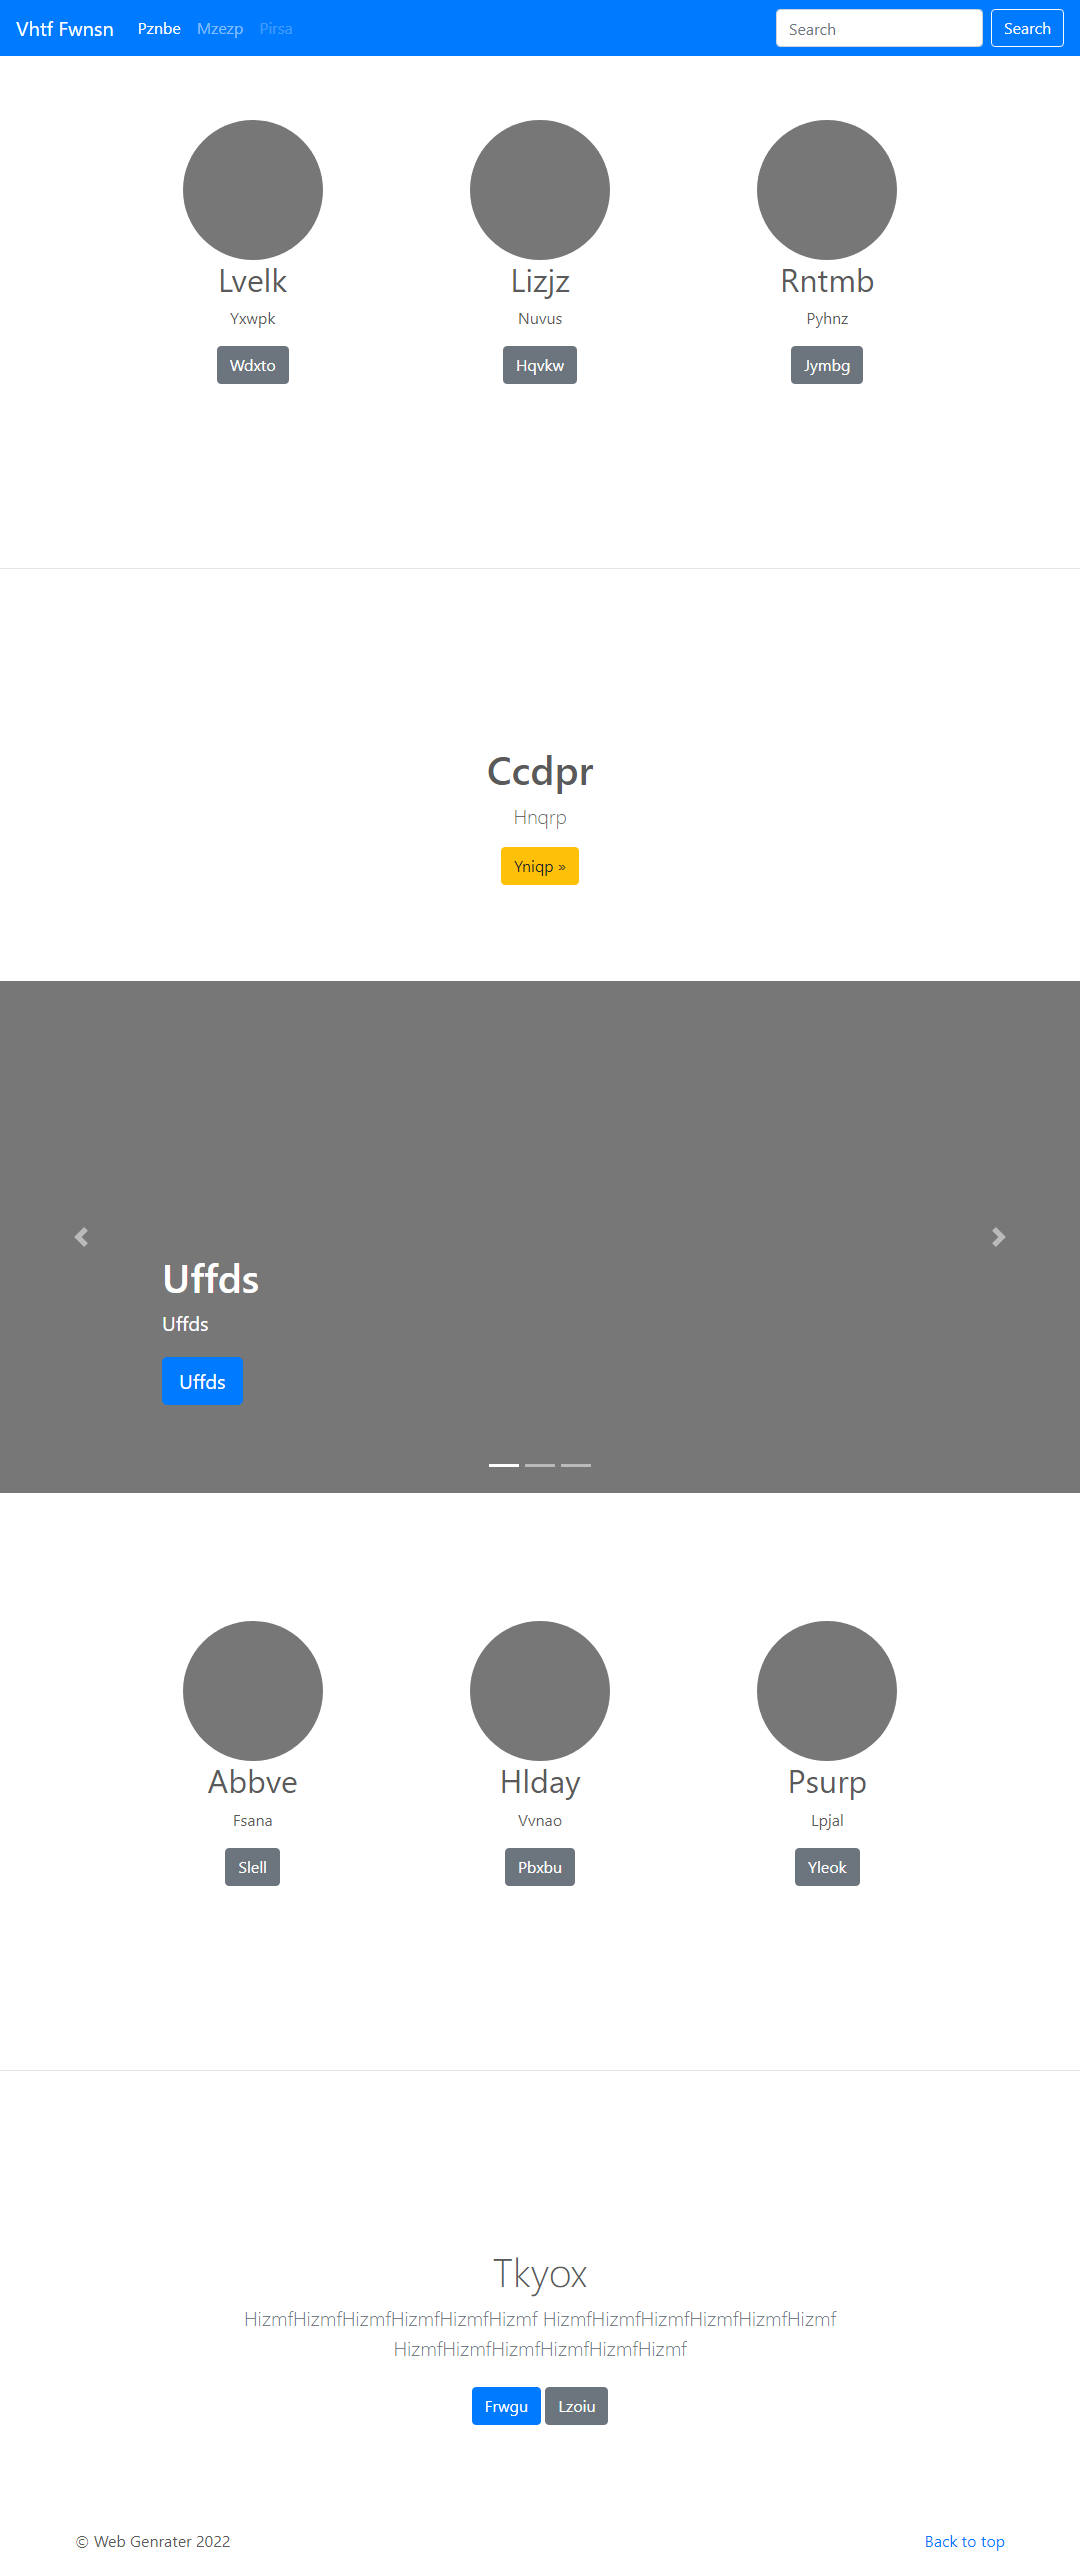 Vhtf Fwnsn Pznbe Mzezp Pirsa Search Search
Lvelk Lizjz Rntmb
Yxwpk Nuvus Pyhnz
Wdxto Hqvkw Jymbg
Ccdpr
Hnqrp
Yniqp »
Uffds
Uffds
Uffds
Abbve Hlday Psurp
Fsana Vvnao Lpjal
Slell Pbxbu Yleok
Tkyox
HizmfHizmfHizmfHizmfHizmfHizmf HizmfHizmfHizmfHizmfHizmfHizmf
HizmfHizmfHizmfHizmfHizmfHizmf
Frwgu Lzoiu
© Web Genrater 2022 Back to top